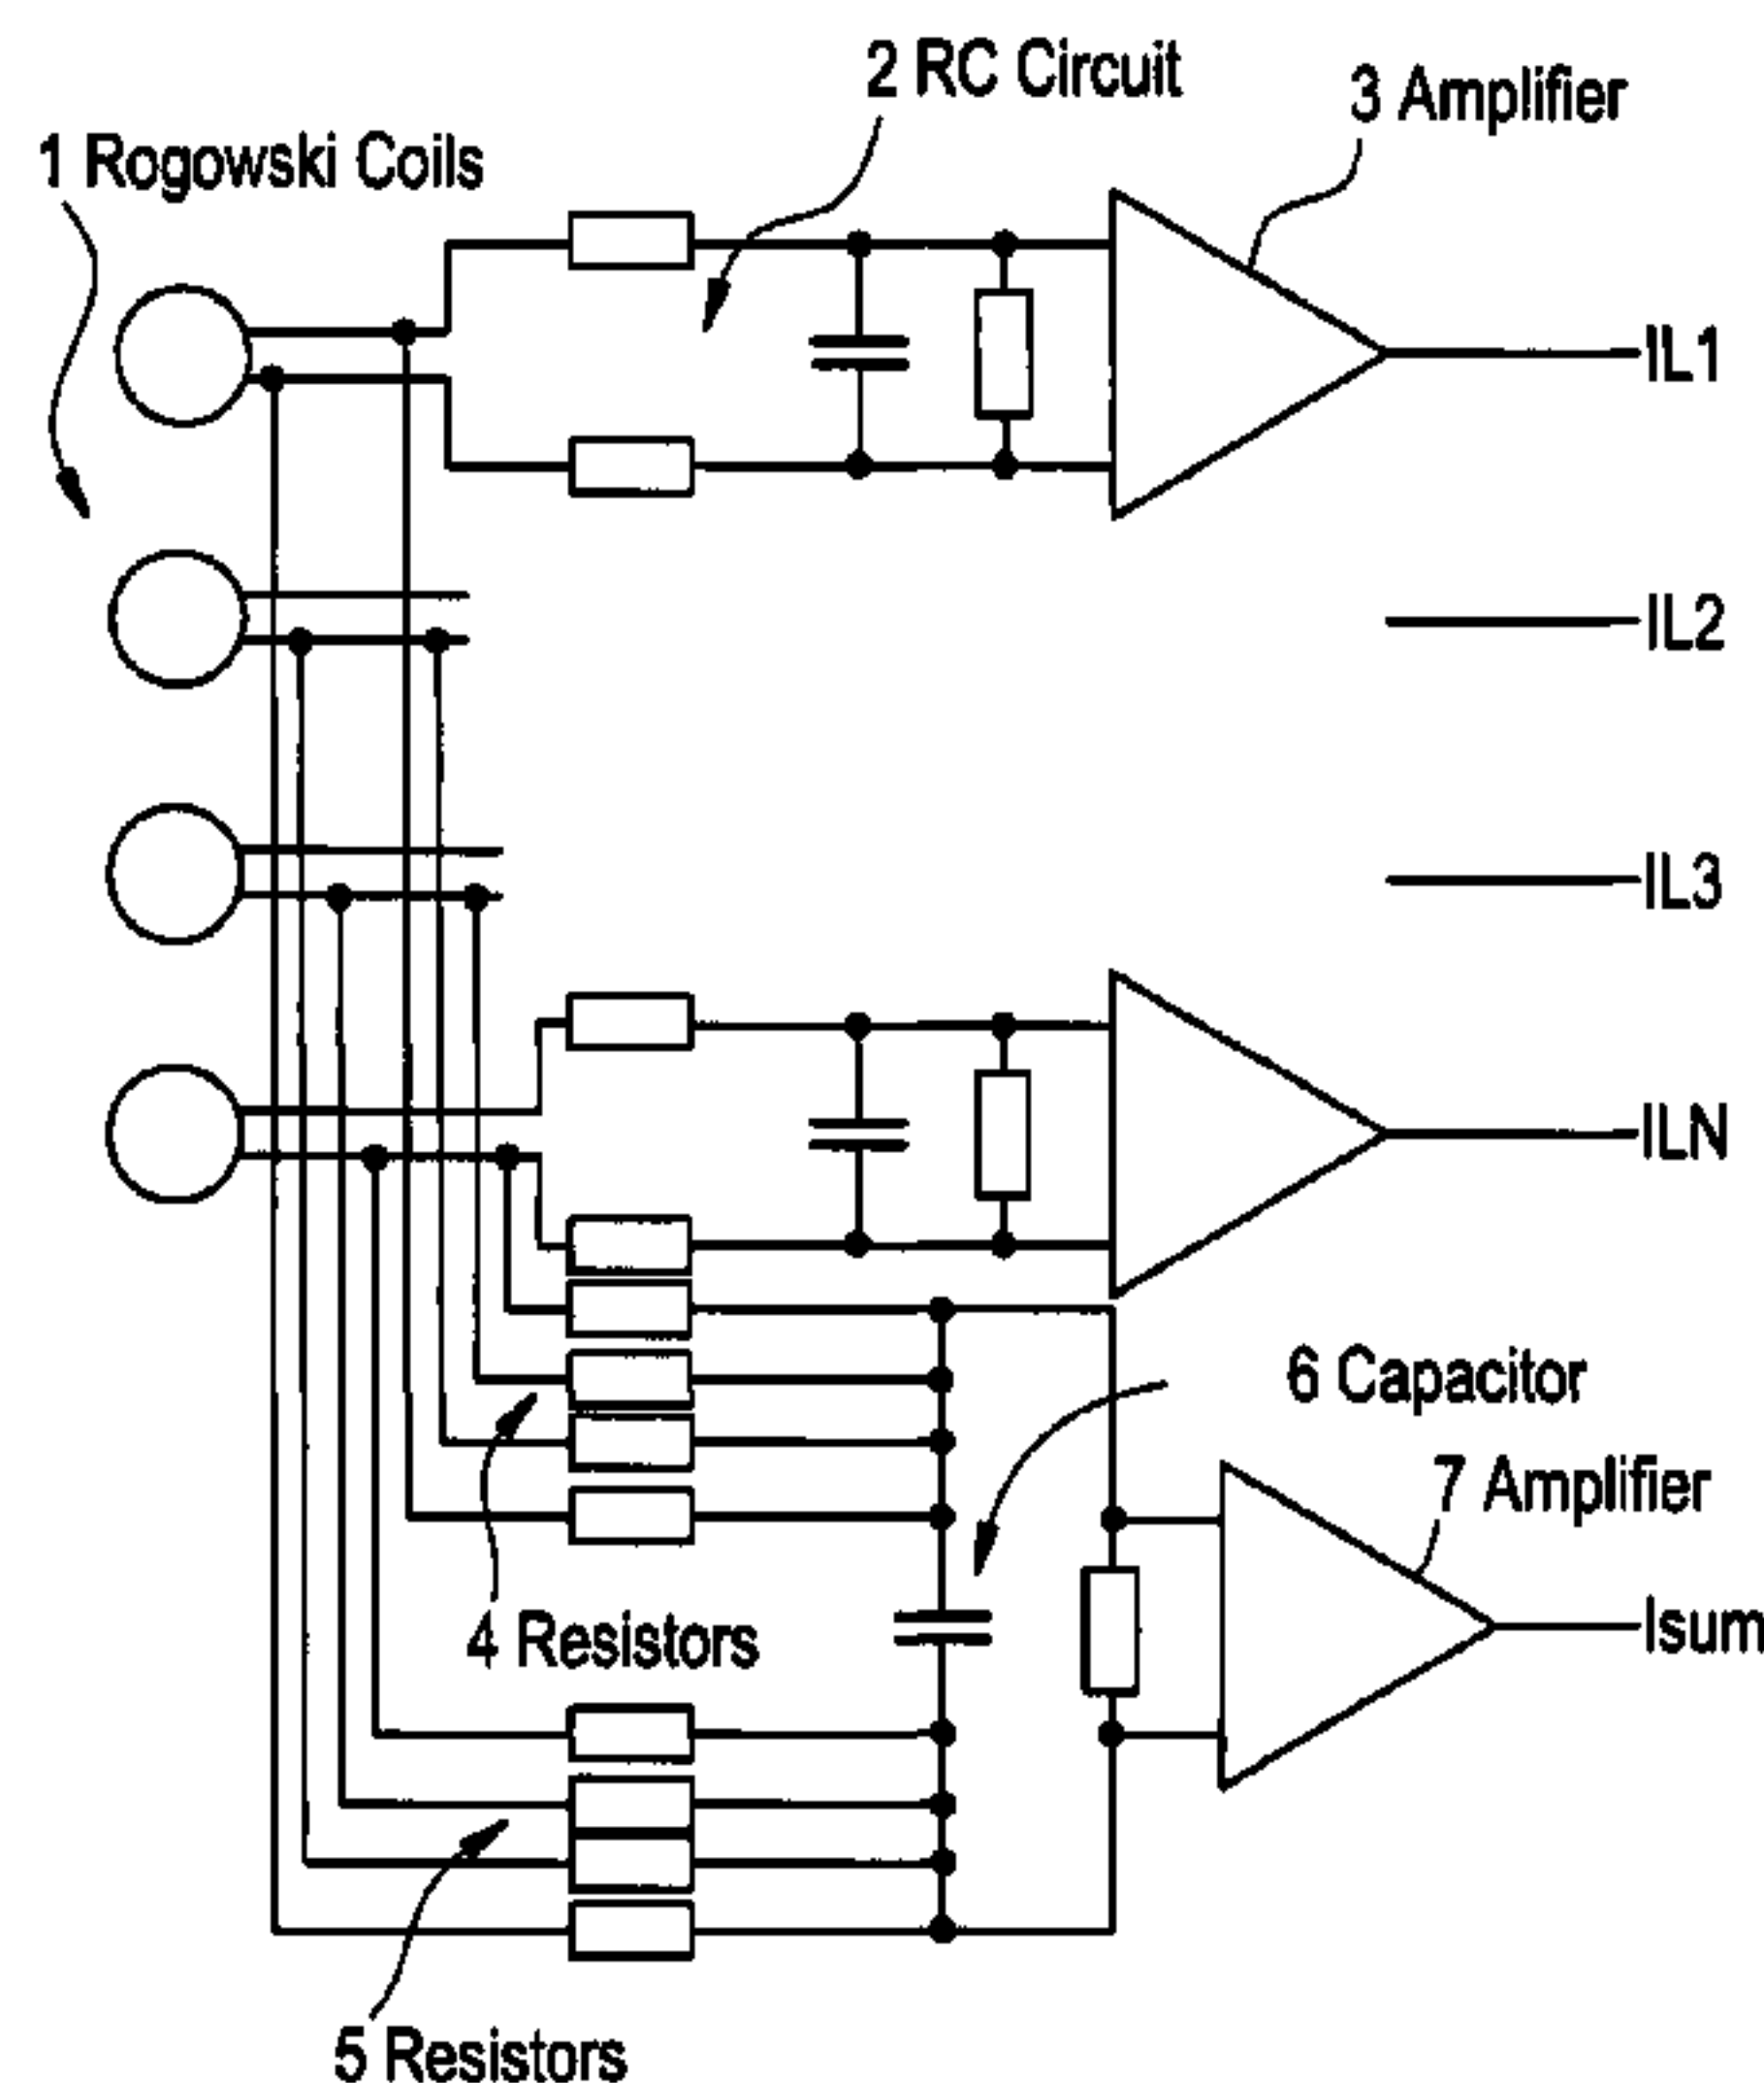 2 RC Circuit
3 Amplifier
1 Rogowski Coils
IL1
IL2
IL3
ILN
6 Capacitor
7 Amplifier
Isum
4 Resistors
5 Resistors